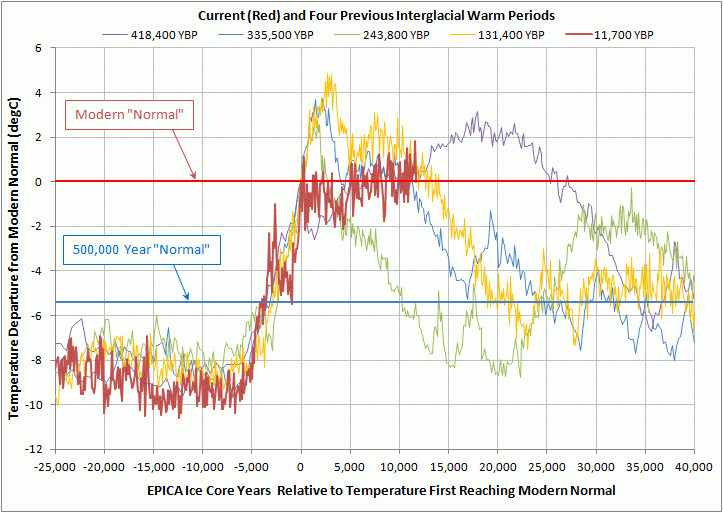 Current (Red) and Four Previous Interglacial Warm Periods
418,400 YBP 335,500 YBP 243,800 YBP 131,400 YBP 11,700 YBP
Temperature Departure from Modern Normal (degC)
6
4
2
0
-2
-4
-6
-8
-10
-12
Modern "Normal"
500,000 Year "Normal"
-25,000 -20,000 -15,000 -10,000 -5,000 0 5,000 10,000 15,000 20,000 25,000 30,000 35,000 40,000
EPICA Ice Core Years Relative to Temperature First Reaching Modern Normal